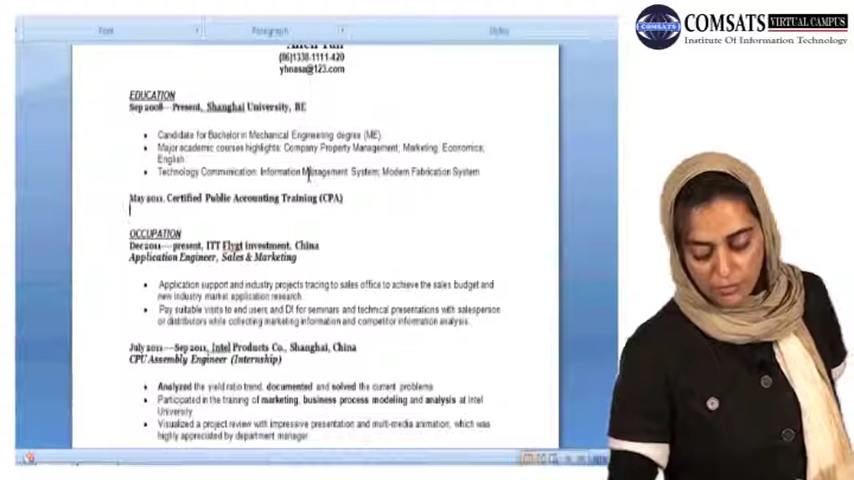 COMSATS VIRTUAL CAMPUS
Institute Of Information Technology
Font
Paragraph
Styles
(86)1338-1111-420
yhnasa@123.com
EDUCATION
Sep 2008---Present, Shanghai University, BE
Candidate for Bachelor in Mechanical Engineering degree (ME).
Major academic courses highlights: Company Property Management; Marketing; Economics;
English.
Technology Communication: Information Management System; Modern Fabrication System
May 2011, Certified Public Accounting Training (CPA)
OCCUPATION
Dec 2011---present, ITT Flygt investment, China
Application Engineer, Sales & Marketing
Application support and industry projects tracing to sales office to achieve the sales budget and
new industry market application research.
Pay suitable visits to end users and DI for seminars and technical presentations with salesperson
or distributors while collecting marketing information and competitor information analysis.
July 2011---Sep 2011, Intel Products Co., Shanghai, China
CPU Assembly Engineer (Internship)
Analyzed the yield ratio trend, documented and solved the current problems
Participated in the training of marketing, business process modeling and analysis at Intel
University.
Visualized a project review with impressive presentation and multi-media animation, which was
highly appreciated by department manager.